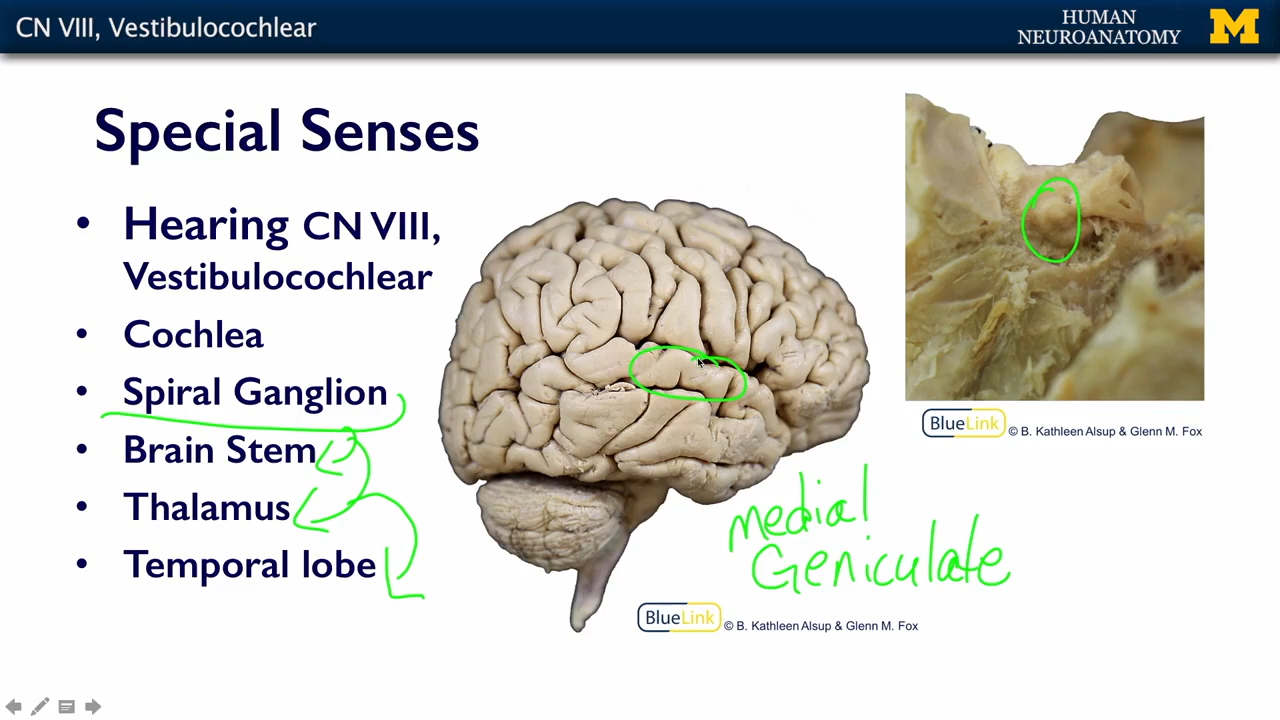 CN VIII, Vestibulocochlear
HUMAN
NEUROANATOMY
M
Special Senses
• Hearing CN VIII,
Vestibulocochlear
• Cochlea
• Spiral Ganglion
• Brain Stem
• Thalamus
• Temporal lobe
medial
Geniculate
BlueLink © B. Kathleen Alsup & Glenn M. Fox
BlueLink © B. Kathleen Alsup & Glenn M. Fox